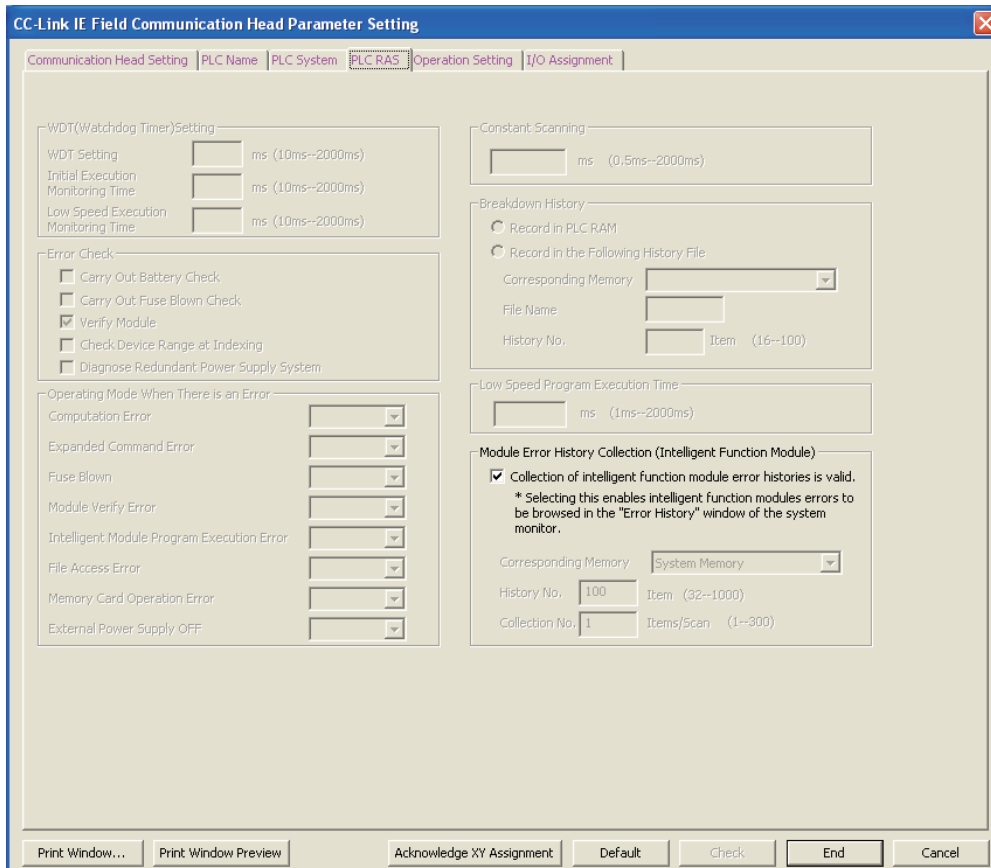 CC-Link IE Field Communication Head Parameter Setting
Communication Head Setting PLC Name PLC System PLC RAS Operation Setting I/O Assignment
WDT(Watchdog Timer)Setting
WDT Setting ms (10ms--2000ms)
Initial Execution
Monitoring Time ms (10ms--2000ms)
Low Speed Execution
Monitoring Time ms (10ms--2000ms)
Error Check
Carry Out Battery Check
Carry Out Fuse Blown Check
Verify Module
Check Device Range at Indexing
Diagnose Redundant Power Supply System
Operating Mode When There is an Error
Computation Error
Expanded Command Error
Fuse Blown
Module Verify Error
Intelligent Module Program Execution Error
File Access Error
Memory Card Operation Error
External Power Supply OFF
Constant Scanning
ms (0.5ms--2000ms)
Breakdown History
Record in PLC RAM
Record in the Following History File
Corresponding Memory
File Name
History No. Item (16--100)
Low Speed Program Execution Time
ms (1ms--2000ms)
Module Error History Collection (Intelligent Function Module)
Collection of intelligent function module error histories is valid.
* Selecting this enables intelligent function modules errors to
be browsed in the "Error History" window of the system
monitor.
Corresponding Memory System Memory
History No. 100 Item (32--1000)
Collection No. 1 Items/Scan (1--300)
Print Window... Print Window Preview Acknowledge XY Assignment Default Check End Cancel